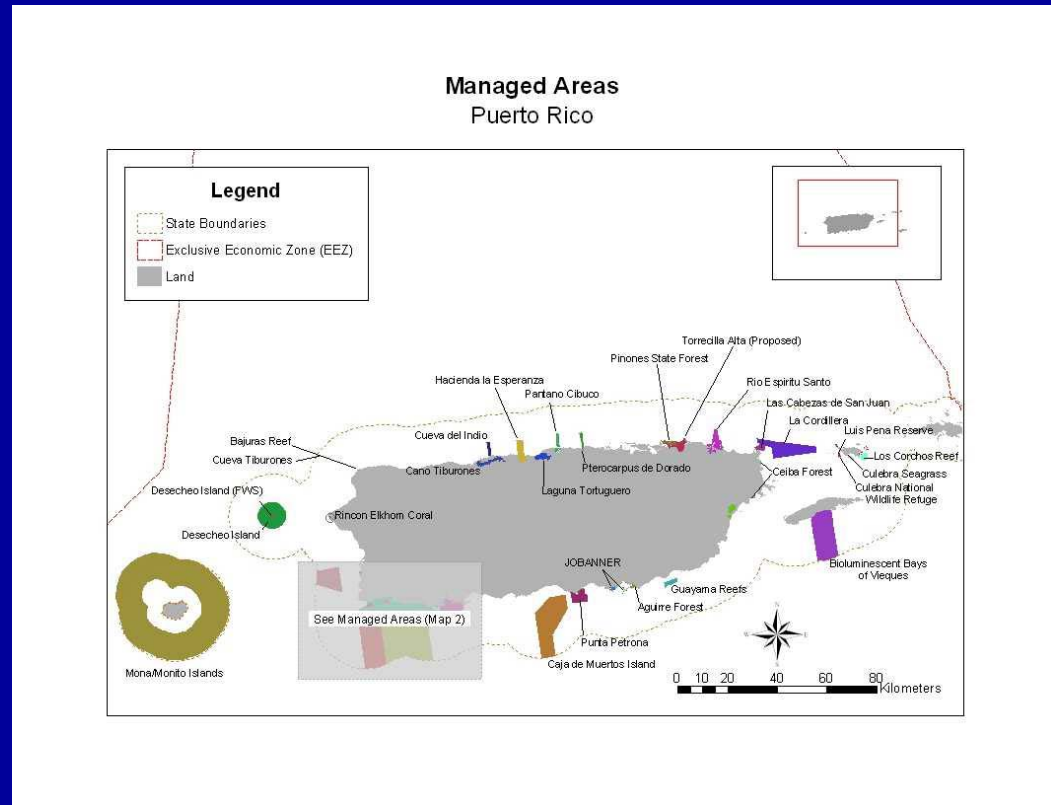 Managed Areas
Puerto Rico
Legend
State Boundaries
Exclusive Economic Zone (EEZ)
Land
Torrecilla Alta (Proposed)
Pinones State Forest
Hacienda la Esperanza
Rio Espiritu Santo
Pantano Cibuco
Las Cabezas de San Juan
La Cordillera
Luis Pena Reserve
Cueva del Indio
Bajuras Reef
Cueva Tiburones
Los Corchos Reef
Cano Tiburones
Pterocarpus de Dorado
Ceiba Forest
Culebra Seagrass
Laguna Tortuguero
Culebra National
Wildlife Refuge
Desecheo Island (FWS)
Rincon Elkhorn Coral
Desecheo Island
JOBANNER
Bioluminescent Bays
of Vieques
Guayama Reefs
Aguirre Forest
See Managed Areas (Map 2)
Punta Petrona
Caja de Muertos Island
Mona/Monito Islands
N
0 10 20 40 60 80
Kilometers